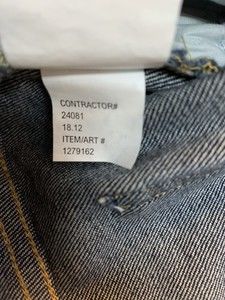 CONTRACTOR#
24081
18.12
ITEM/ART #
1279162